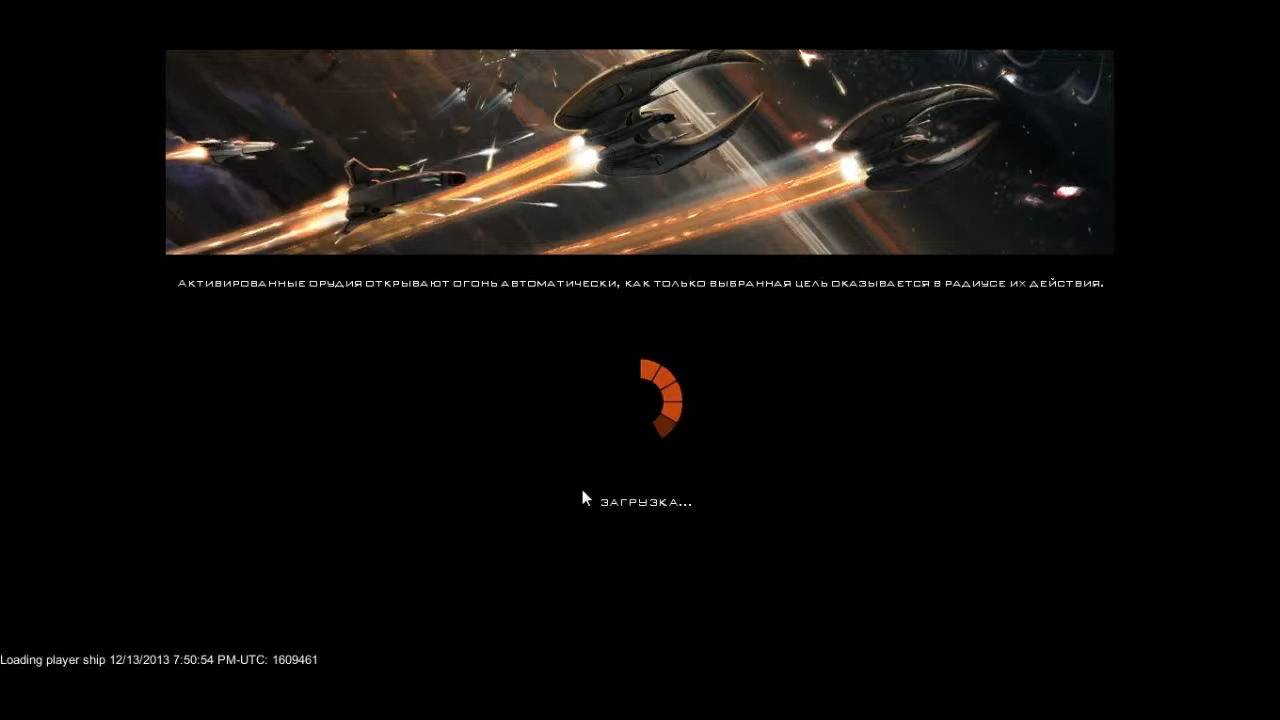 Активированные орудия открывают огонь автоматически, как только выбранная цель оказывается в радиусе их действия.
загрузка...
Loading player ship 12/13/2013 7:50:54 PM-UTC: 1609461